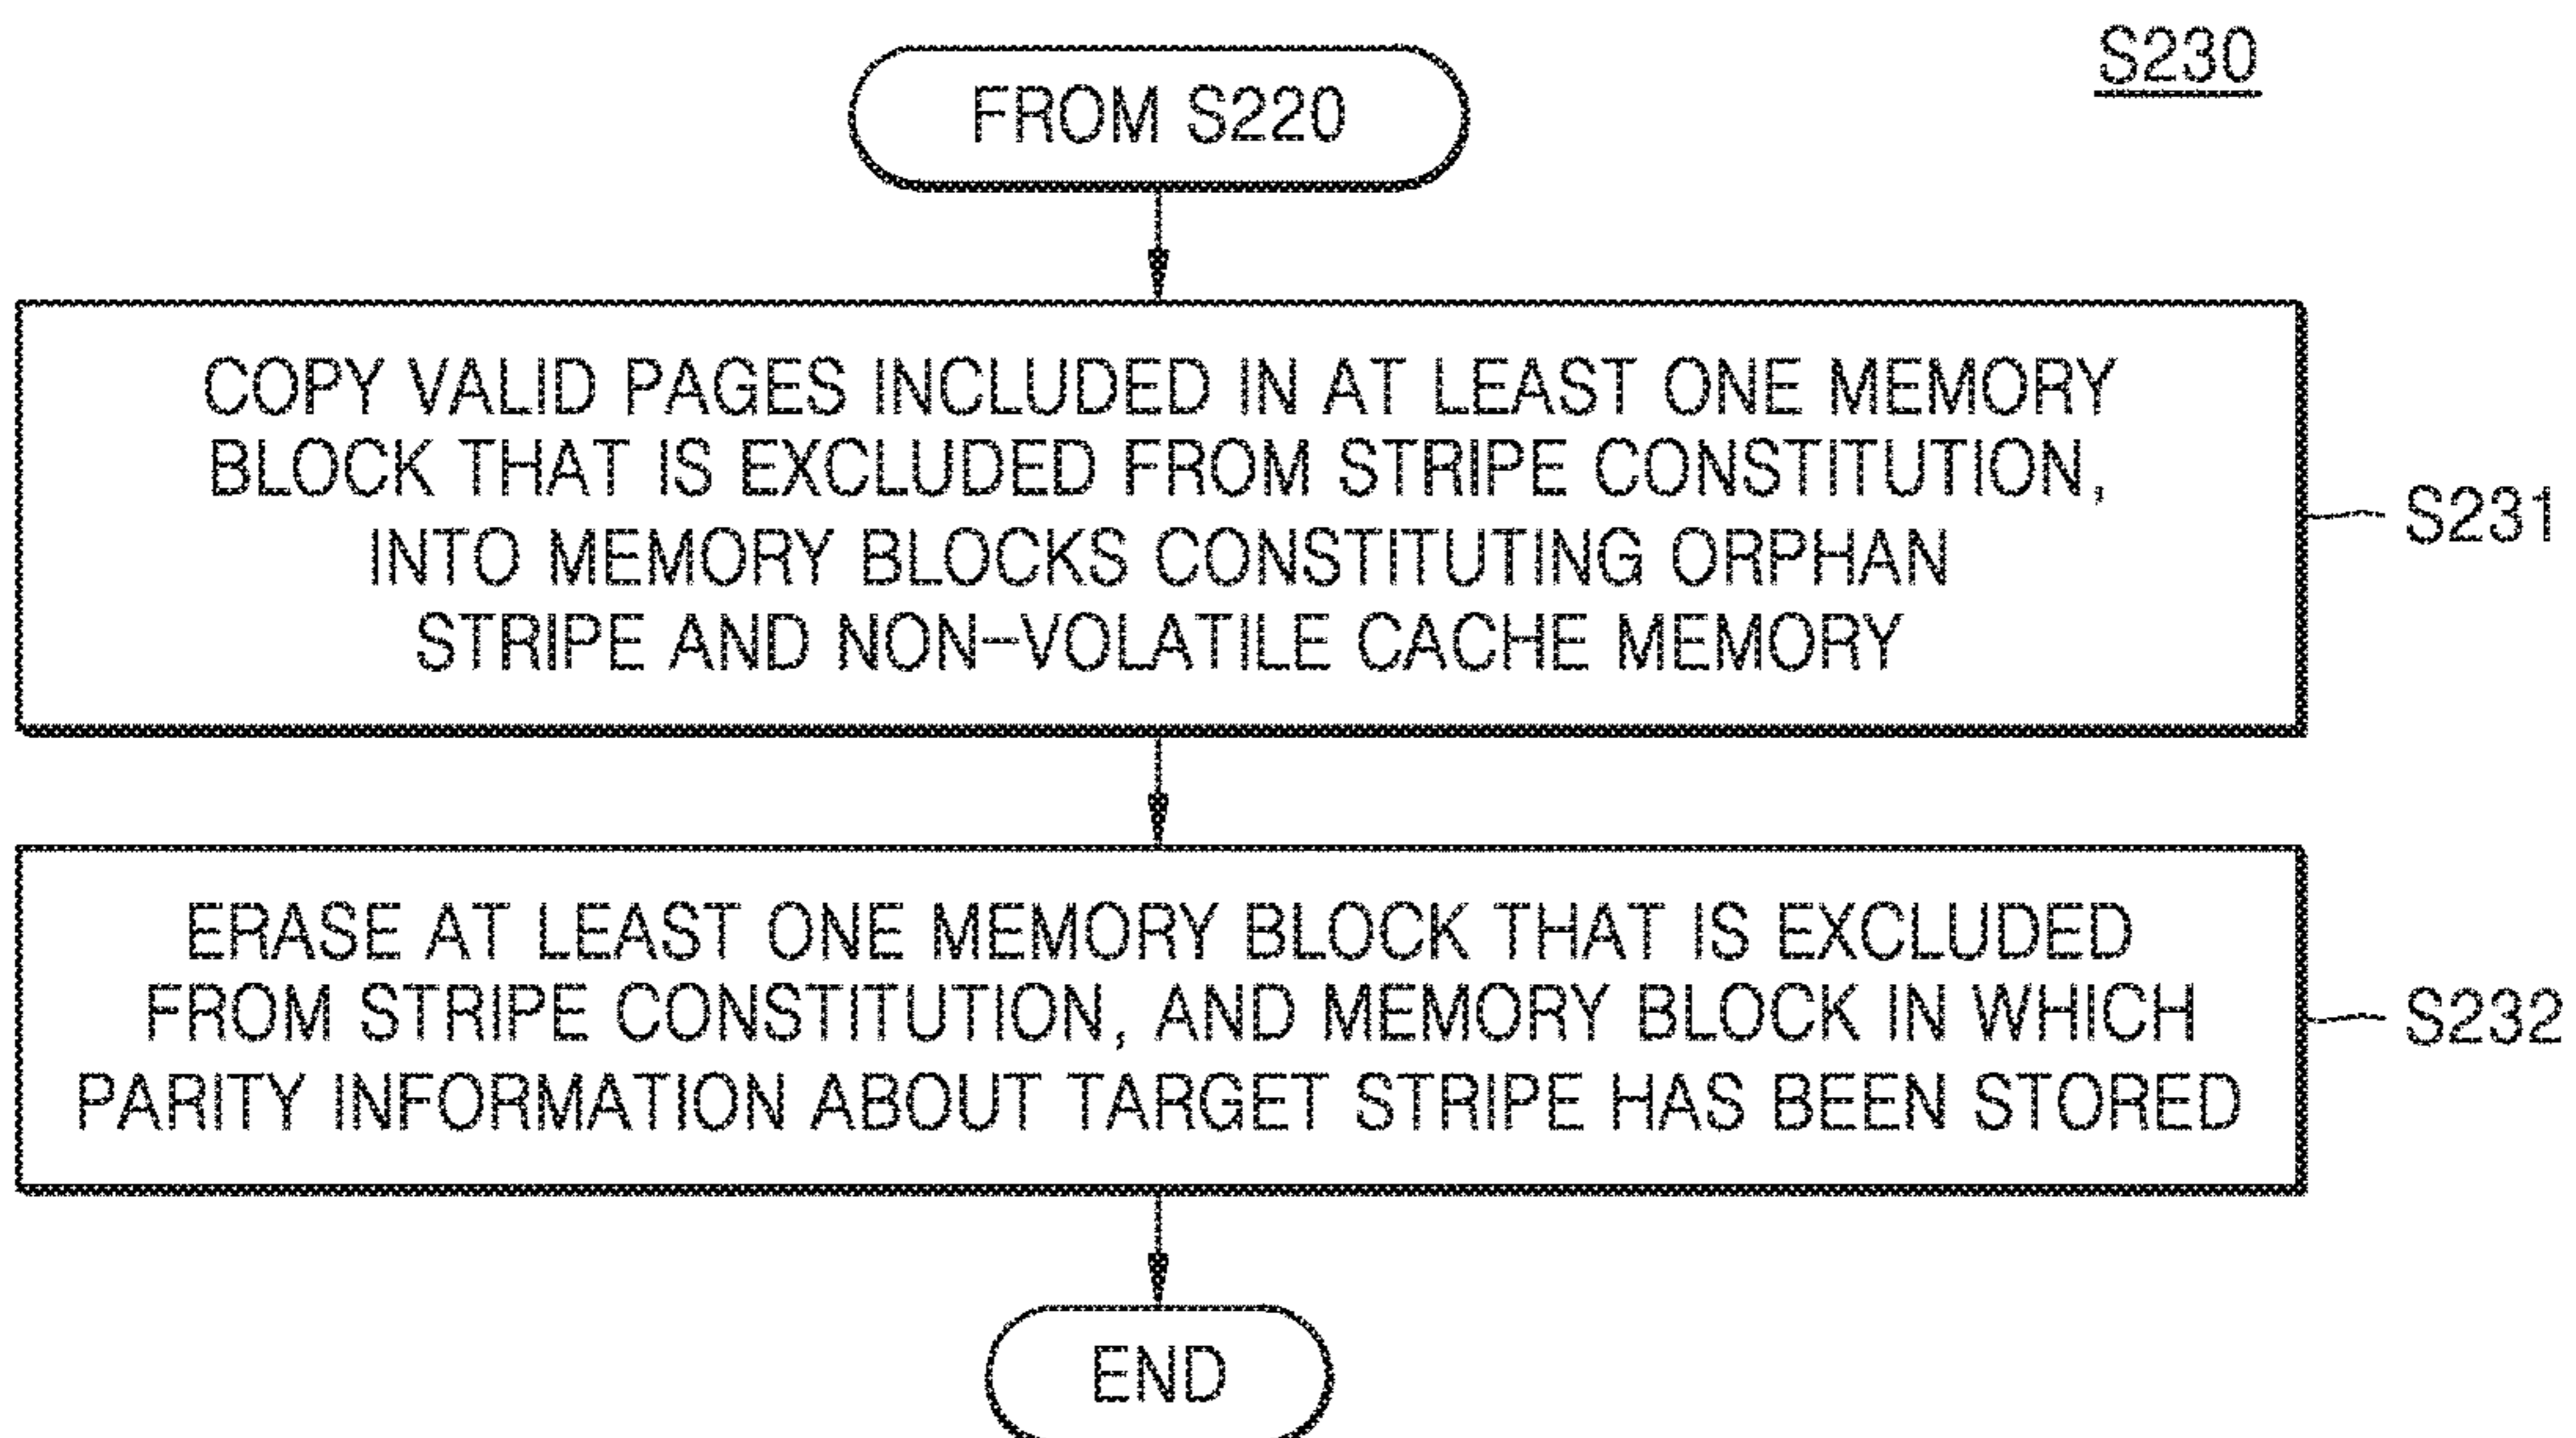 S230
FROM S220
COPY VALID PAGES INCLUDED IN AT LEAST ONE MEMORY
BLOCK THAT IS EXCLUDED FROM STRIPE CONSTITUTION,
INTO MEMORY BLOCKS CONSTITUTING ORPHAN
STRIPE AND NON-VOLATILE CACHE MEMORY
S231
ERASE AT LEAST ONE MEMORY BLOCK THAT IS EXCLUDED
FROM STRIPE CONSTITUTION, AND MEMORY BLOCK IN WHICH
PARITY INFORMATION ABOUT TARGET STRIPE HAS BEEN STORED
S232
END